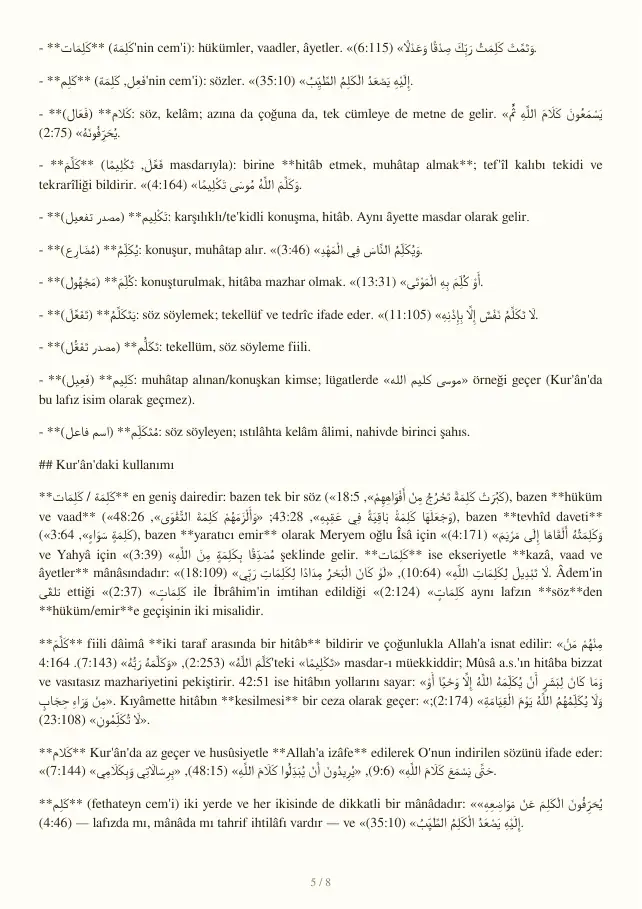 - **كَلِمَات** (كَلِمَة'nin cem'i): hükümler, vaadler, âyetler. «وَتَمَّتْ كَلِمَتُ رَبِّكَ صِدْقًا وَعَدْلًا» (6:115).
- **كَلِم** (فَعِل, كَلِمَة'nin cem'i): sözler. «إِلَيْهِ يَصْعَدُ الْكَلِمُ الطَّيِّبُ» (35:10).
- **كَلَام** (فَعَال): söz, kelâm; azına da çoğuna da, tek cümleye de metne de gelir. «يَسْمَعُونَ كَلَامَ اللَّهِ ثُمَّ
يُحَرِّفُونَهُ» (2:75).
- **كَلَّمَ** (فَعَّلَ, تَكْلِيمًا masdarıyla): birine **hitâb etmek, muhâtap almak**; tef'îl kalıbı tekidi ve
tekrarîliği bildirir. «وَكَلَّمَ اللَّهُ مُوسَى تَكْلِيمًا» (4:164).
- **تَكْلِيم** (مصدر تفعيل): karşılıklı/te'kidli konuşma, hitâb. Aynı âyette masdar olarak gelir.
- **يُكَلِّمُ** (مُضَارِع): konuşur, muhâtap alır. «وَيُكَلِّمُ النَّاسَ فِي الْمَهْدِ» (3:46).
- **كُلِّمَ** (مَجْهُول): konuşturulmak, hitâba mazhar olmak. «أَوْ كُلِّمَ بِهِ الْمَوْتَى» (13:31).
- **يَتَكَلَّمُ** (تَفَعَّلَ): söz söylemek; tekellüf ve tedrîc ifade eder. «لَا تَكَلَّمُ نَفْسٌ إِلَّا بِإِذْنِهِ» (11:105).
- **تَكَلُّم** (مصدر تَفَعُّل): tekellüm, söz söyleme fiili.
- **كَلِيم** (فَعِيل): muhâtap alınan/konuşkan kimse; lügatlerde «موسى كليم الله» örneği geçer (Kur'ân'da
bu lafız isim olarak geçmez).
- **مُتَكَلِّم** (اسم فاعل): söz söyleyen; ıstılâhta kelâm âlimi, nahivde birinci şahıs.
## Kur'ân'daki kullanımı
**كَلِمَة / كَلِمَات** en geniş dairedir: bazen tek bir söz («كَبُرَتْ كَلِمَةً تَخْرُجُ مِنْ أَفْوَاهِهِمْ», 18:5), bazen **hüküm
ve vaad** («وَجَعَلَهَا كَلِمَةً بَاقِيَةً فِي عَقِبِهِ», 43:28; «وَأَلْزَمَهُمْ كَلِمَةَ التَّقْوَى», 48:26), bazen **tevhîd daveti**
(«كَلِمَةٍ سَوَاءٍ», 3:64), bazen **yaratıcı emir** olarak Meryem oğlu Îsâ için «وَكَلِمَتُهُ أَلْقَاهَا إِلَى مَرْيَمَ» (4:171)
ve Yahyâ için «مُصَدِّقًا بِكَلِمَةٍ مِنَ اللَّهِ» (3:39) şeklinde gelir. **كَلِمَات** ise ekseriyetle **kazâ, vaad ve
âyetler** mânâsındadır: «لَوْ كَانَ الْبَحْرُ مِدَادًا لِكَلِمَاتِ رَبِّي» (18:109), «لَا تَبْدِيلَ لِكَلِمَاتِ اللَّهِ» (10:64). Âdem'in
تلقى ettiği «كَلِمَاتٍ» (2:37) ile İbrâhim'in imtihan edildiği «كَلِمَاتٍ» (2:124) aynı lafzın **söz**den
**hüküm/emir**e geçişinin iki misalidir.
**كَلَّمَ** fiili dâimâ **iki taraf arasında bir hitâb** bildirir ve çoğunlukla Allah'a isnat edilir: «مِنْهُمْ مَنْ
كَلَّمَ اللَّهُ» (2:253), «وَكَلَّمَهُ رَبُّهُ» (7:143). 4:164'teki «تَكْلِيمًا» masdar-ı müekkiddir; Mûsâ a.s.'ın hitâba bizzat
ve vasıtasız mazhariyetini pekiştirir. 42:51 ise hitâbın yollarını sayar: «وَمَا كَانَ لِبَشَرٍ أَنْ يُكَلِّمَهُ اللَّهُ إِلَّا وَحْيًا أَوْ
مِنْ وَرَاءِ حِجَابٍ». Kıyâmette hitâbın **kesilmesi** bir ceza olarak geçer: «وَلَا يُكَلِّمُهُمُ اللَّهُ يَوْمَ الْقِيَامَةِ» (2:174);
«لَا تُكَلِّمُونِ» (23:108).
**كَلَام** Kur'ân'da az geçer ve husûsiyetle **Allah'a izâfe** edilerek O'nun indirilen sözünü ifade eder:
«حَتَّى يَسْمَعَ كَلَامَ اللَّهِ» (9:6), «يُرِيدُونَ أَنْ يُبَدِّلُوا كَلَامَ اللَّهِ» (48:15), «بِرِسَالَاتِي وَبِكَلَامِي» (7:144).
**كَلِم** (fethateyn cem'i) iki yerde ve her ikisinde de dikkatli bir mânâdadır: «يُحَرِّفُونَ الْكَلِمَ عَنْ مَوَاضِعِهِ»
(4:46) — lafızda mı, mânâda mı tahrif ihtilâfı vardır — ve «إِلَيْهِ يَصْعَدُ الْكَلِمُ الطَّيِّبُ» (35:10).
5 / 8